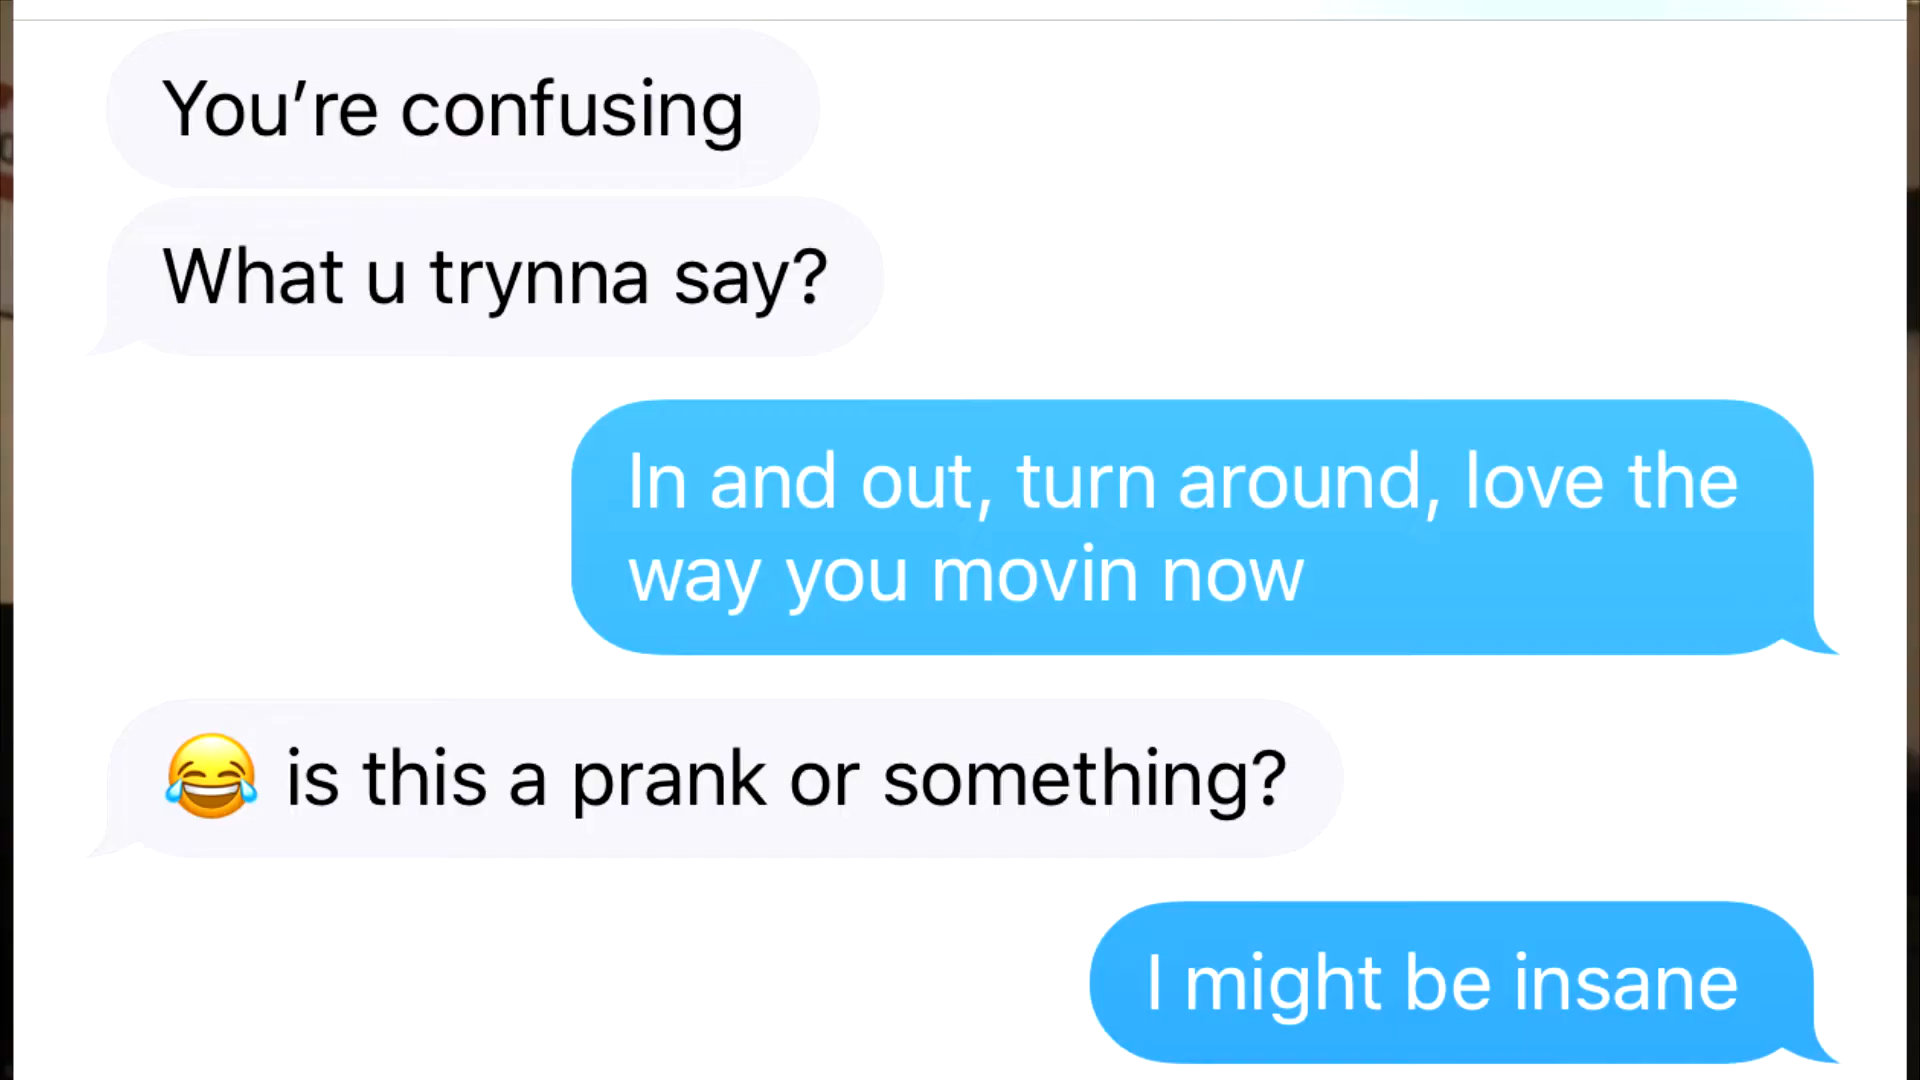 You’re confusing
What u trynna say?
In and out, turn around, love the
way you movin now
😂 is this a prank or something?
I might be insane